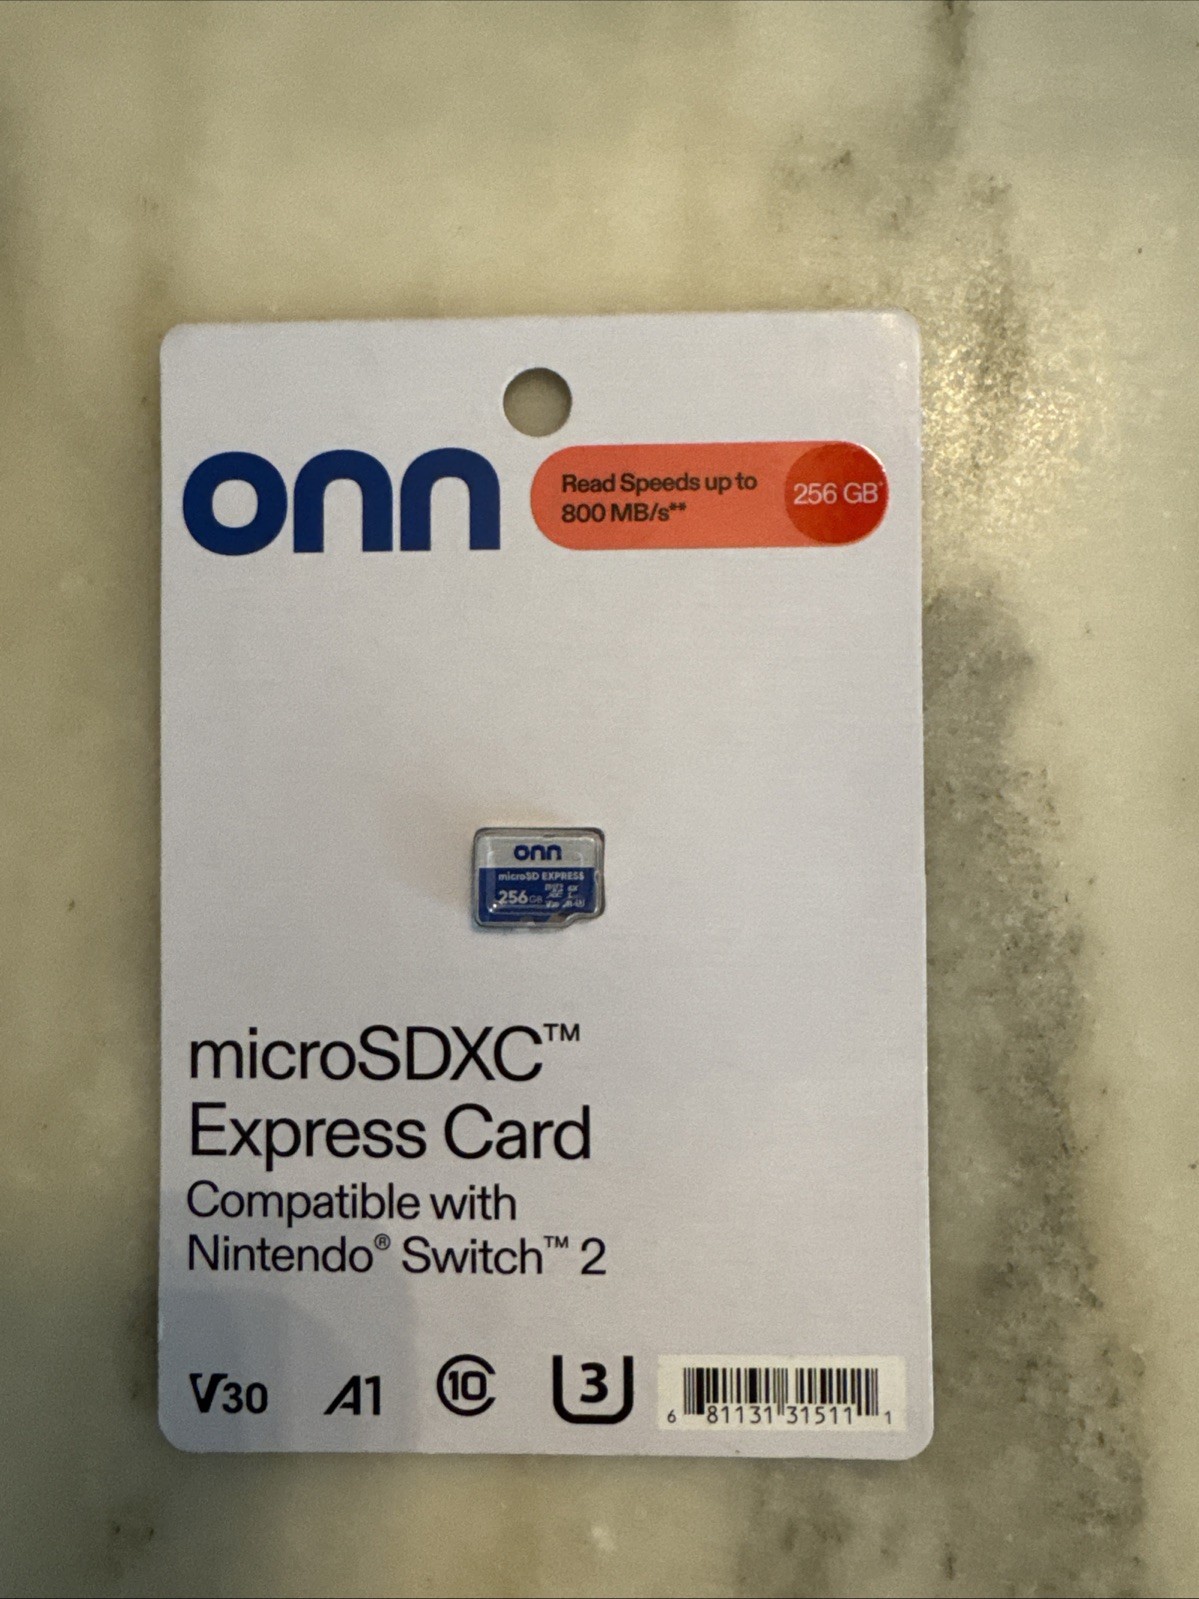 onn
Read Speeds up to
800 MB/s**
256 GB*
onn
microSD EXPRESS
256GB
microSDXC™
Express Card
Compatible with
Nintendo® Switch™ 2
V30 A1 10 3
6 81131 31511 1